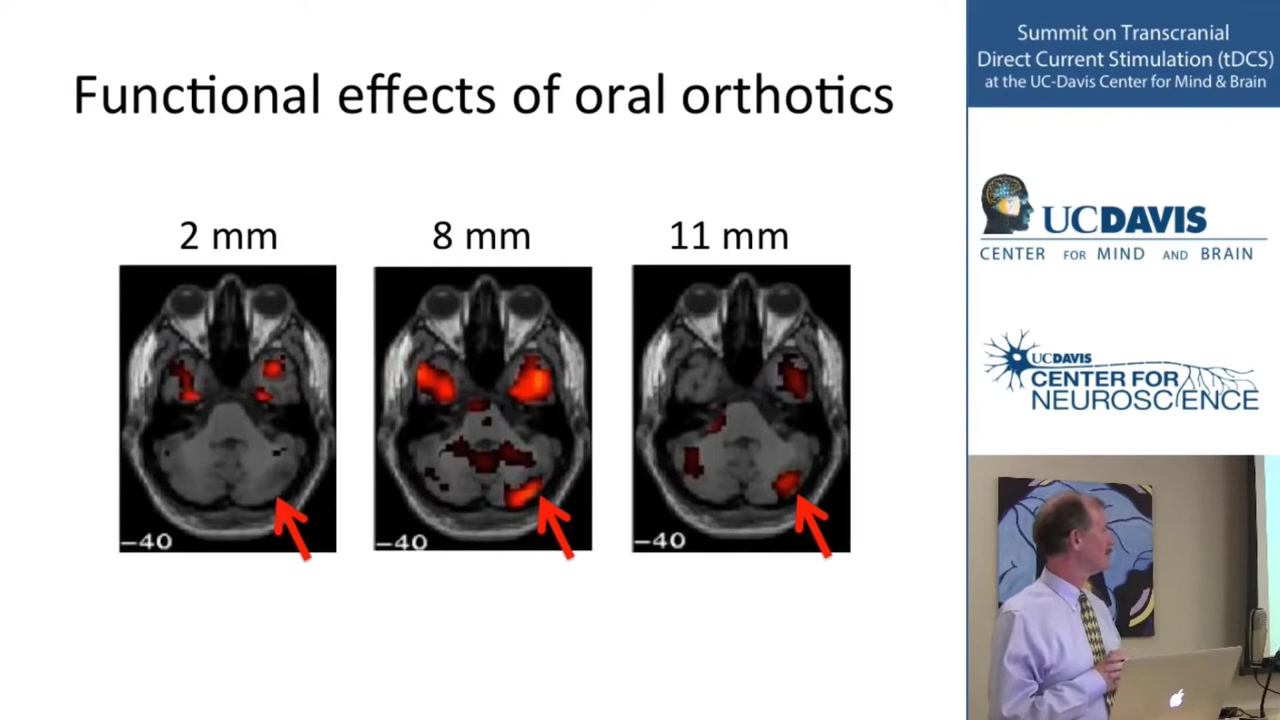 Functional effects of oral orthotics
2 mm
8 mm
11 mm
−40
−40
−40
Summit on Transcranial
Direct Current Stimulation (tDCS)
at the UC-Davis Center for Mind & Brain
UCDAVIS
CENTER FOR MIND AND BRAIN
UCDAVIS
CENTER FOR
NEUROSCIENCE